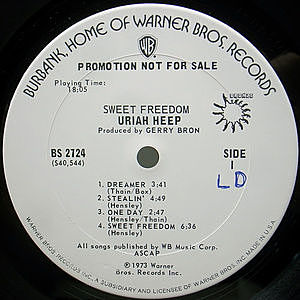 BURBANK, HOME OF WARNER BROS. RECORDS
WB
PROMOTION NOT FOR SALE
Playing Time:
18:05
SWEET FREEDOM
URIAH HEEP
Produced by GERRY BRON
BS 2724
(S40,544)
SIDE
1
LD
1. DREAMER 3:41
(Thain/Box)
2. STEALIN' 4:49
(Hensley)
3. ONE DAY 2:47
(Hensley/Thain)
4. SWEET FREEDOM 6:36
(Hensley)
All songs published by WB Music Corp.
ASCAP
℗1973 Warner
Bros. Records Inc.
WARNER BROS. RECORDS INC., A SUBSIDIARY AND LICENSEE OF WARNER BROS. INC. MADE IN U.S.A.